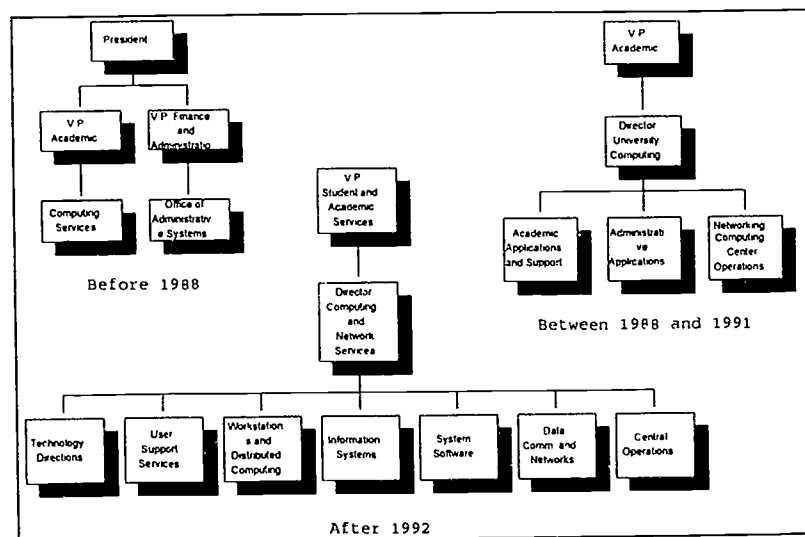 President
V P
Academic
V P Finance
and
Administratio
Computing
Services
Office of
Administrativ
e Systems
Before 1988
V P
Student and
Academic
Services
Director
Computing
and
Network
Services
V P
Academic
Director
University
Computing
Academic
Applications
and Support
Administrat
ive
Applications
Networking
Computing
Center
Operations
Between 1988 and 1991
Technology
Directions
User
Support
Services
Workstation
s and
Distributed
Computing
Information
Systems
System
Software
Data
Comm. and
Networks
Central
Operations
After 1992